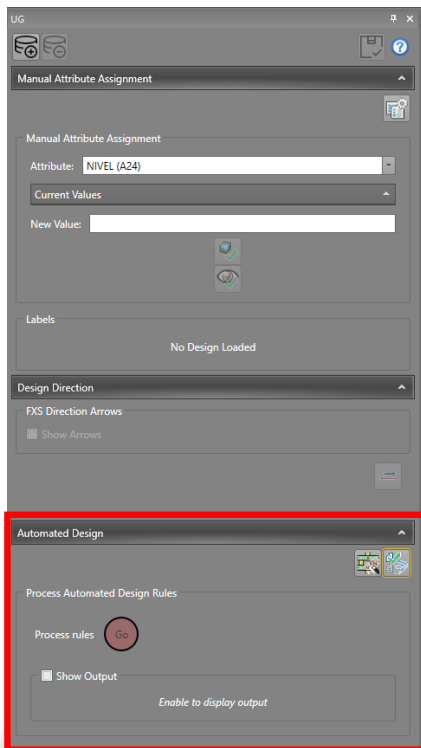 UG
?
Manual Attribute Assignment
Manual Attribute Assignment
Attribute: NIVEL (A24)
Current Values
New Value:
Labels
No Design Loaded
Design Direction
FXS Direction Arrows
Show Arrows
Automated Design
Process Automated Design Rules
Process rules Go
Show Output
Enable to display output